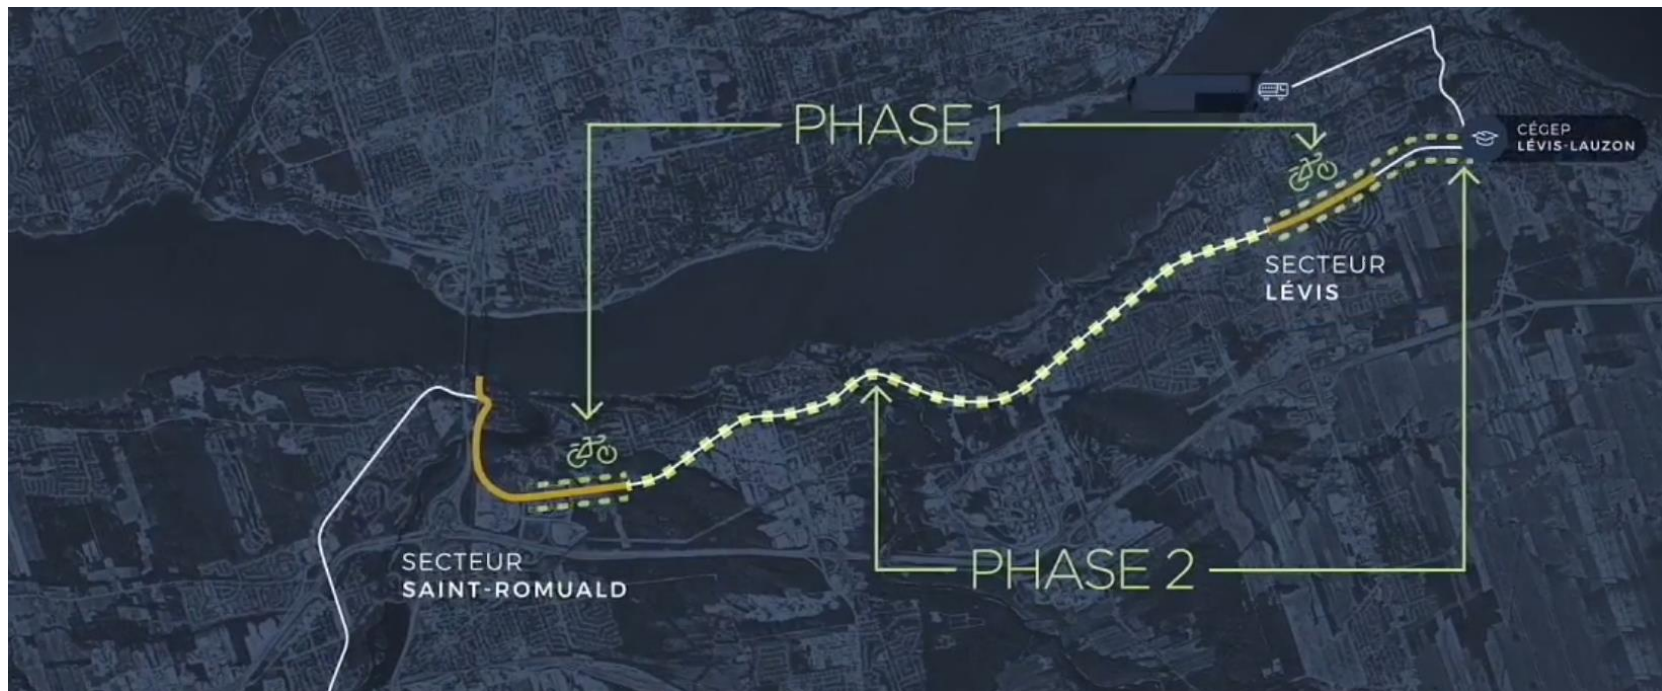 PHASE 1
CÉGEP
LÉVIS-LAUZON
SECTEUR
LÉVIS
SECTEUR
SAINT-ROMUALD
PHASE 2